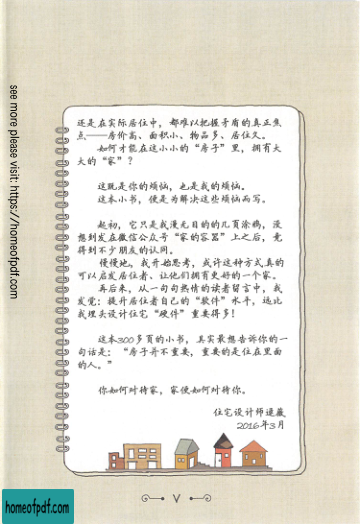 还是在实际居住中，都难以把握矛盾的真正焦
点——房价高、面积小、物品多、居住久。
如何才能在这小小的“房子”里，拥有大
大的“家”？
这既是你的烦恼，也是我的烦恼。
这本小书，便是为解决这些烦恼而写。
起初，它只是我漫无目的的几页涂鸦，没
想到发在微信公众号“家的容器”上之后，竟
得到不少朋友的认同。
慢慢地，我开始思考，或许这种方式真的
可以启发居住者、让他们拥有更好的一个家。
再后来，从一句句热情的读者留言中，我
发觉：提升居住者自己的“软件”水平，远比
我埋头设计住宅“硬件”重要得多！
这本300多页的小书，其实最想告诉你的一
句话是：“房子并不重要，重要的是住在里面
的人。”
你如何对待家，家便如何对待你。
住宅设计师逯薇
2016年3月
V
see more please visit: https://homeofpdf.com
homeofpdf.com